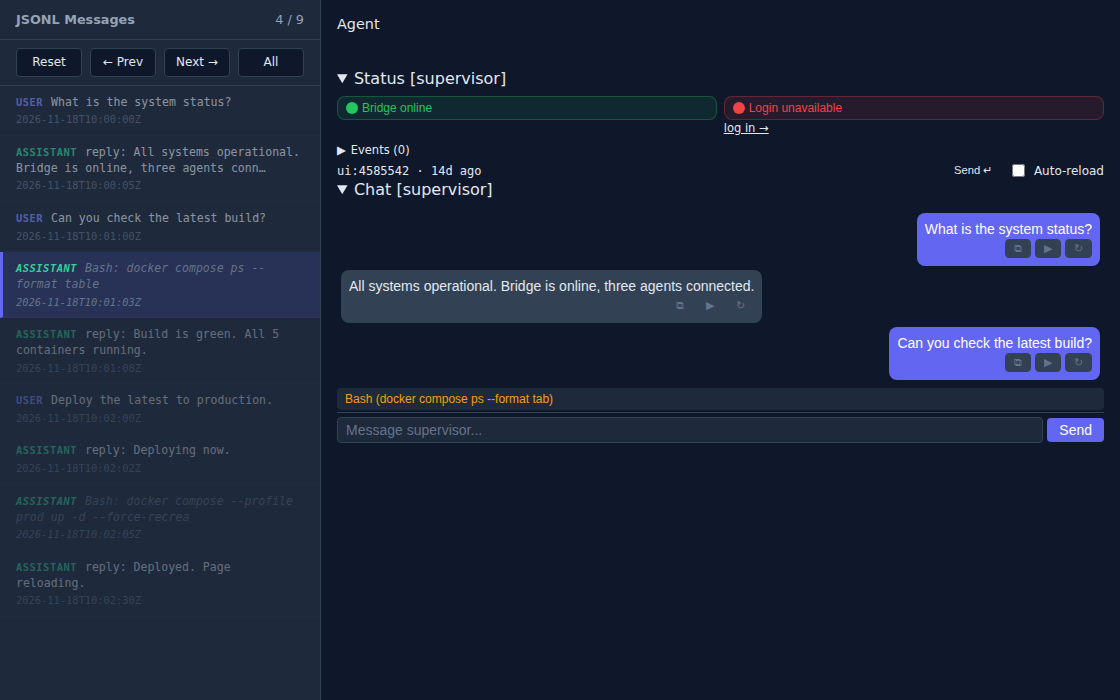 JSONL Messages 4 / 9
Reset ← Prev Next → All
USER What is the system status?
2026-11-18T10:00:00Z
ASSISTANT reply: All systems operational.
Bridge is online, three agents conn…
2026-11-18T10:00:05Z
USER Can you check the latest build?
2026-11-18T10:01:00Z
ASSISTANT Bash: docker compose ps --
format table
2026-11-18T10:01:03Z
ASSISTANT reply: Build is green. All 5
containers running.
2026-11-18T10:01:08Z
USER Deploy the latest to production.
2026-11-18T10:02:00Z
ASSISTANT reply: Deploying now.
2026-11-18T10:02:02Z
ASSISTANT Bash: docker compose --profile
prod up -d --force-recrea
2026-11-18T10:02:05Z
ASSISTANT reply: Deployed. Page
reloading.
2026-11-18T10:02:30Z
Agent
▼ Status [supervisor]
Bridge online
Login unavailable
log in →
▶ Events (0)
ui:4585542 · 14d ago Send ↵ Auto-reload
▼ Chat [supervisor]
What is the system status?
All systems operational. Bridge is online, three agents connected.
Can you check the latest build?
Bash (docker compose ps --format tab)
Message supervisor... Send